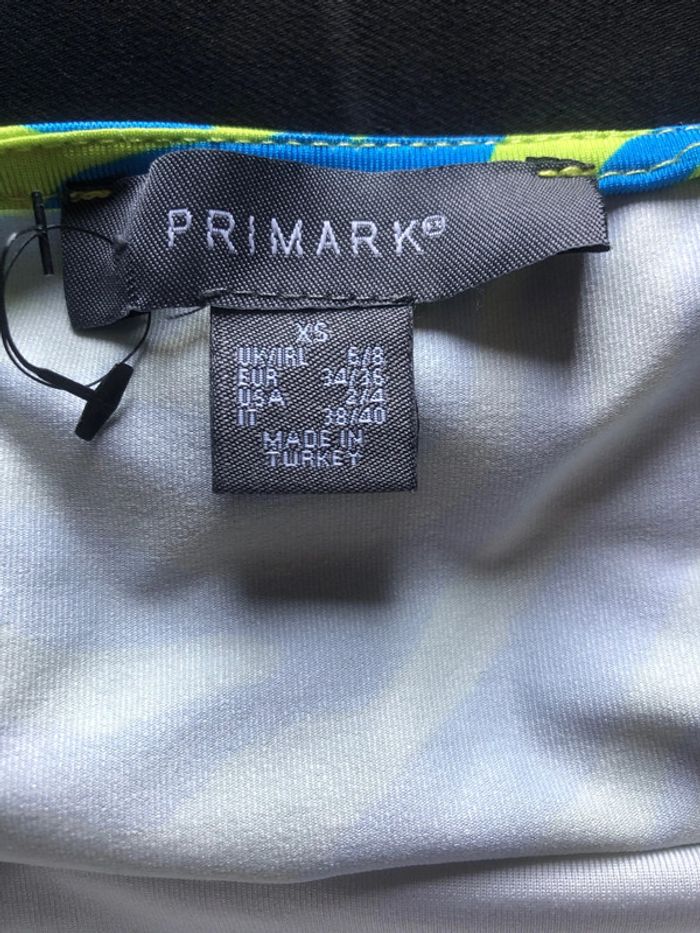 PRIMARK®
XS
UK/IRL 6/8
EUR 34/36
USA 2/4
IT 38/40
MADE IN
TURKEY